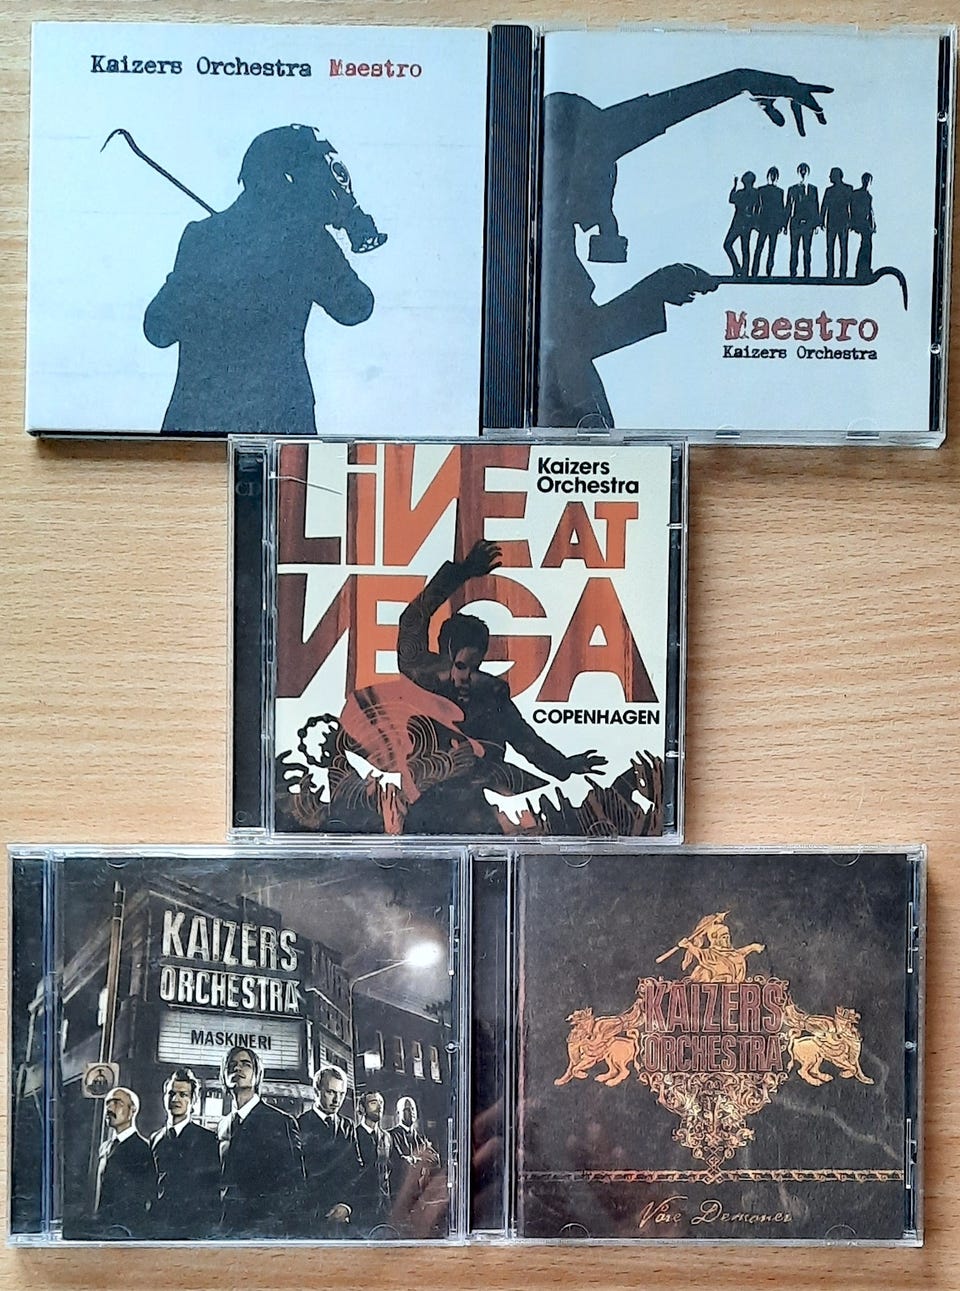 Kaizers Orchestra Maestro
Maestro
Kaizers Orchestra
LiVE AT
VEGA
Kaizers
Orchestra
COPENHAGEN
KAIZERS
ORCHESTRA
MASKINERI
KAIZERS
ORCHESTRA
Våre Demoner